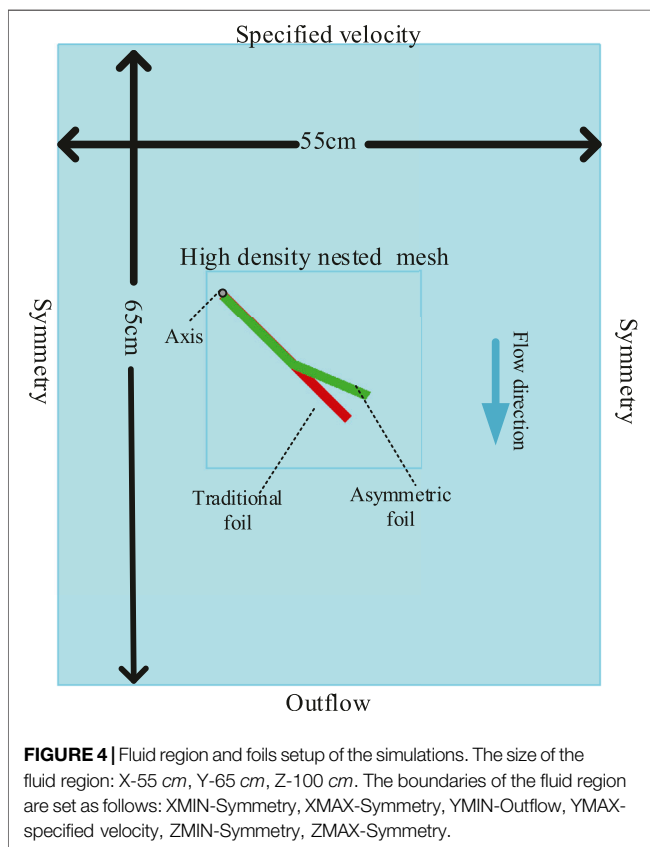 Specified velocity
55cm
High density nested mesh
Symmetry
65cm
Axis
Symmetry
Flow direction
Traditional
foil
Asymmetric
foil
Outflow
FIGURE 4 | Fluid region and foils setup of the simulations. The size of the
fluid region: X-55 cm, Y-65 cm, Z-100 cm. The boundaries of the fluid region
are set as follows: XMIN-Symmetry, XMAX-Symmetry, YMIN-Outflow, YMAX-
specified velocity, ZMIN-Symmetry, ZMAX-Symmetry.